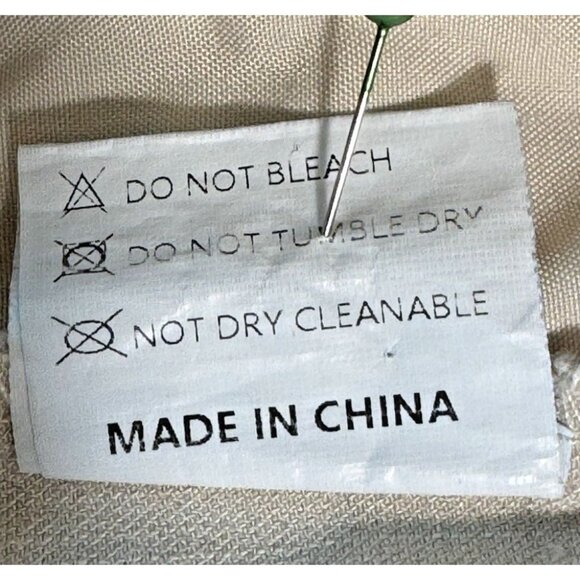 DO NOT BLEACH
DO NOT TUMBLE DRY
NOT DRY CLEANABLE
MADE IN CHINA